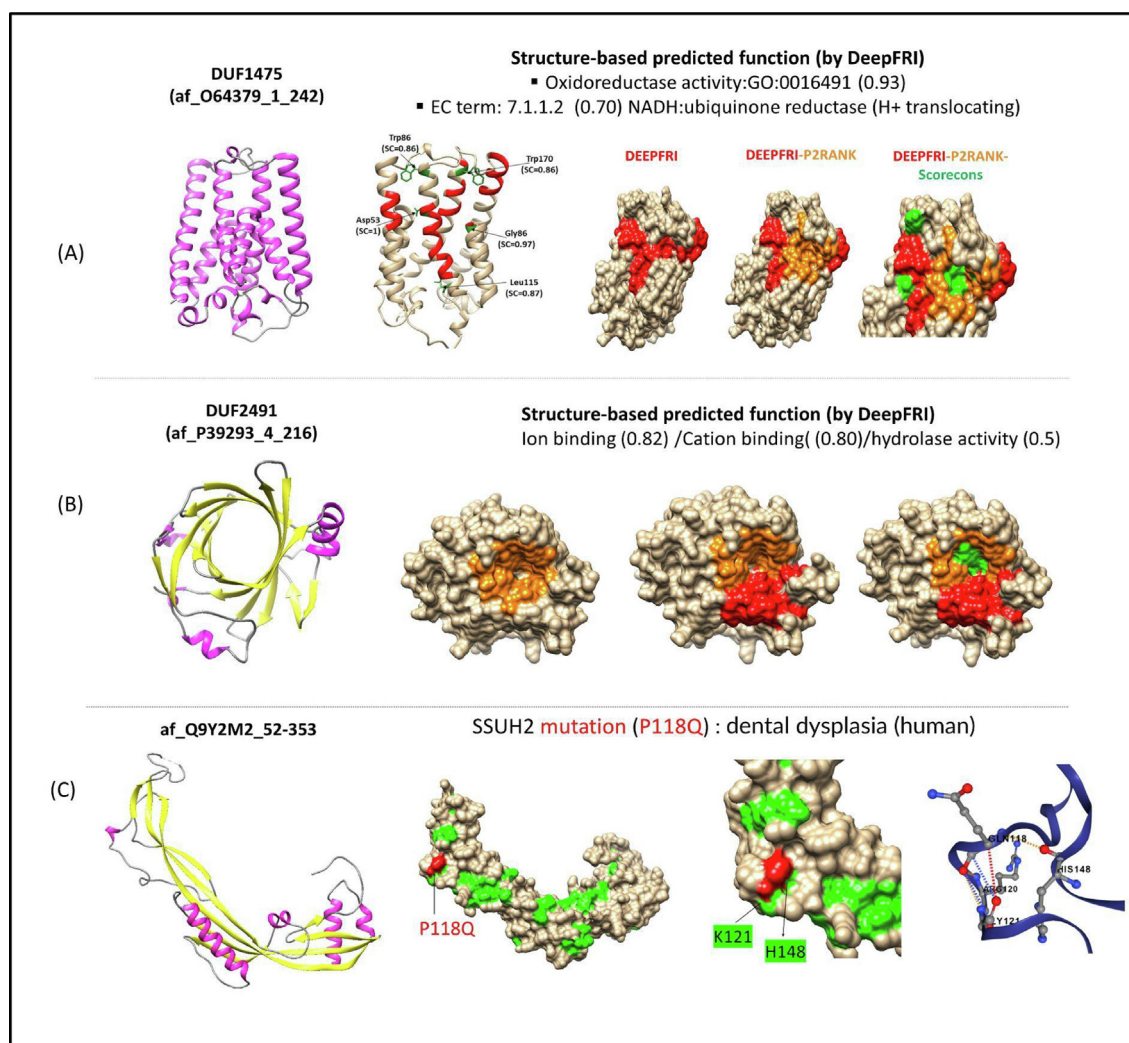 DUF1475
(af_O64379_1_242)
Structure-based predicted function (by DeepFRI)
▪ Oxidoreductase activity:GO:0016491 (0.93)
▪ EC term: 7.1.1.2 (0.70) NADH:ubiquinone reductase (H+ translocating)
Trp86
(SC=0.86)
Trp170
(SC=0.86)
Asp53
(SC=1)
Gly86
(SC=0.97)
Leu115
(SC=0.87)
DEEPFRI
DEEPFRI-P2RANK
DEEPFRI-P2RANK-
Scorecons
(A)
DUF2491
(af_P39293_4_216)
Structure-based predicted function (by DeepFRI)
Ion binding (0.82) /Cation binding( (0.80)/hydrolase activity (0.5)
(B)
af_Q9Y2M2_52-353
SSUH2 mutation (P118Q) : dental dysplasia (human)
(C)
P118Q
K121
H148
GLN118
HIS148
ARG120
LY121